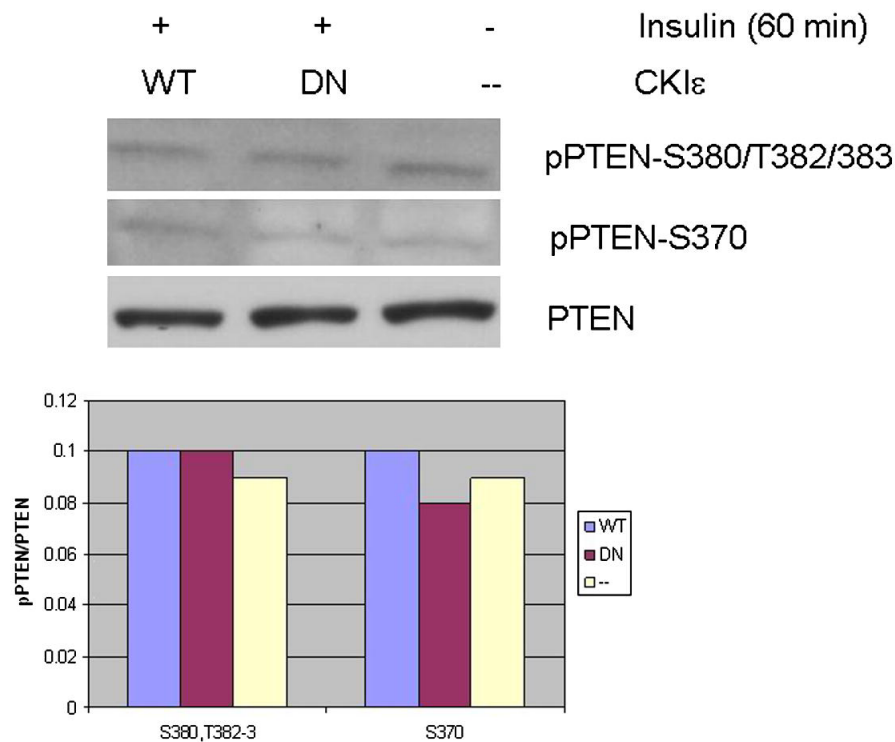 + + - Insulin (60 min)
WT DN -- CKIε
pPTEN-S380/T382/383
pPTEN-S370
PTEN
0.12
0.1
0.08
0.06
0.04
0.02
0
pPTEN/PTEN
S380,T382-3 S370
WT
DN
--